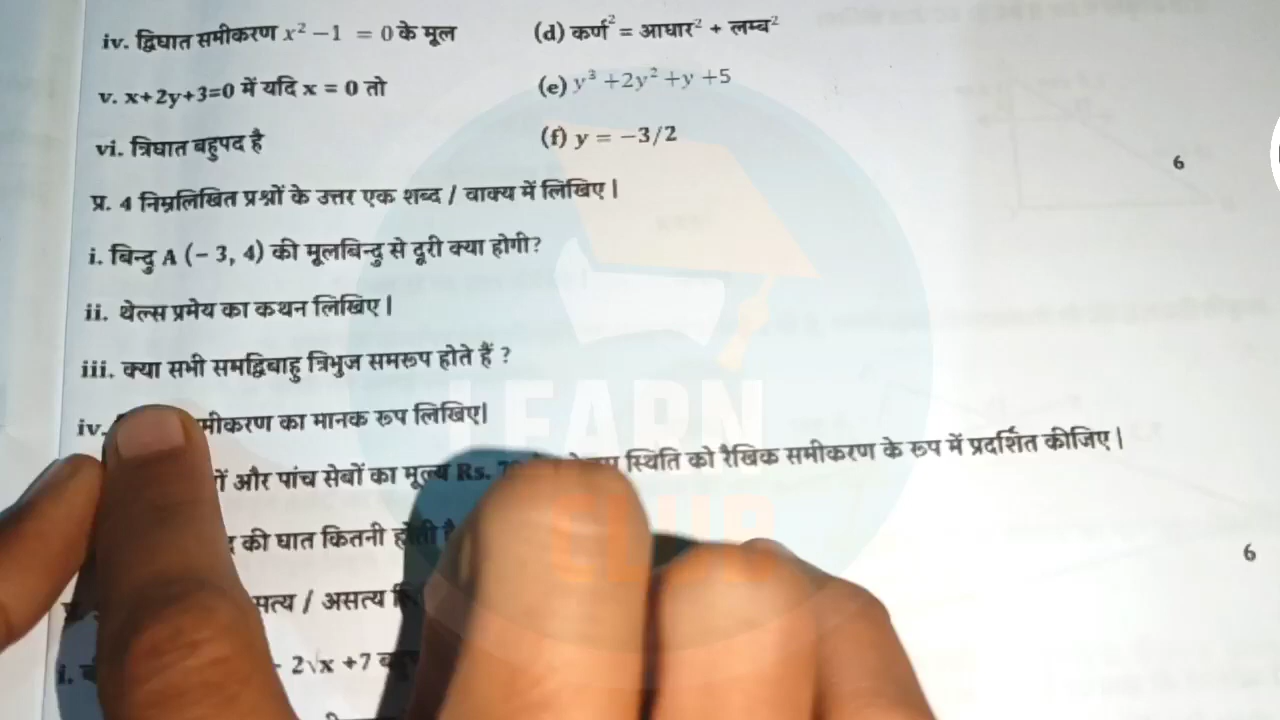 iv. द्विघात समीकरण x² −1 = 0 के मूल (d) कर्ण² = आधार² + लम्ब²
v. x+2y+3=0 में यदि x = 0 तो (e) y³ +2y² +y +5
vi. त्रिघात बहुपद है (f) y = −3/2
6
प्र. 4 निम्नलिखित प्रश्नों के उत्तर एक शब्द / वाक्य में लिखिए |
i. बिन्दु A (− 3, 4) की मूलबिन्दु से दूरी क्या होगी?
ii. थेल्स प्रमेय का कथन लिखिए |
iii. क्या सभी समद्विबाहु त्रिभुज समरूप होते हैं ?
iv. समीकरण का मानक रूप लिखिए|
और पांच सेबों का मूल्य Rs. स्थिति को रैखिक समीकरण के रूप में प्रदर्शित कीजिए |
की घात कितनी
6
सत्य / असत्य
i. 2√x +7
LEARN
CLUB